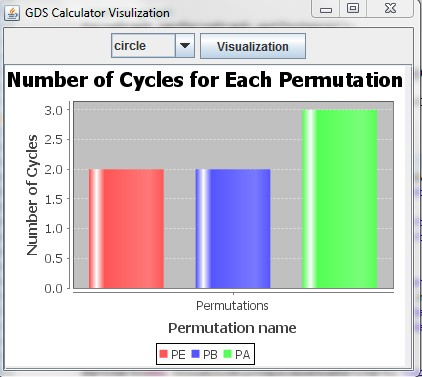 GDS Calculator Visulization
circle Visualization
Number of Cycles for Each Permutation
Number of Cycles
3.0
2.5
2.0
1.5
1.0
0.5
0.0
Permutations
Permutation name
PE PB PA